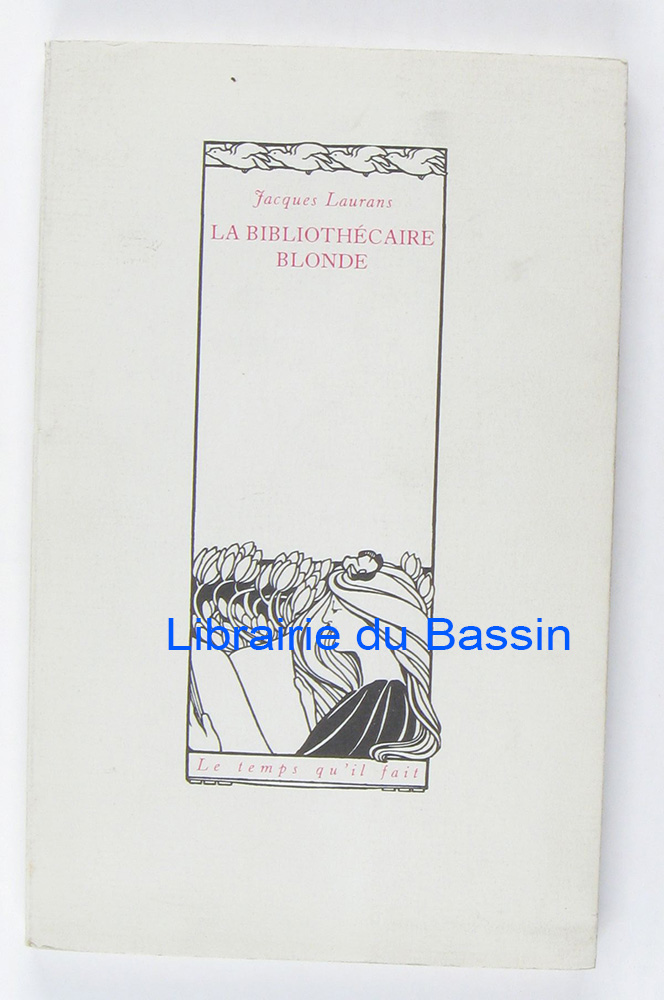 Jacques Laurans
LA BIBLIOTHÉCAIRE
BLONDE
Librairie du Bassin
Le temps qu'il fait